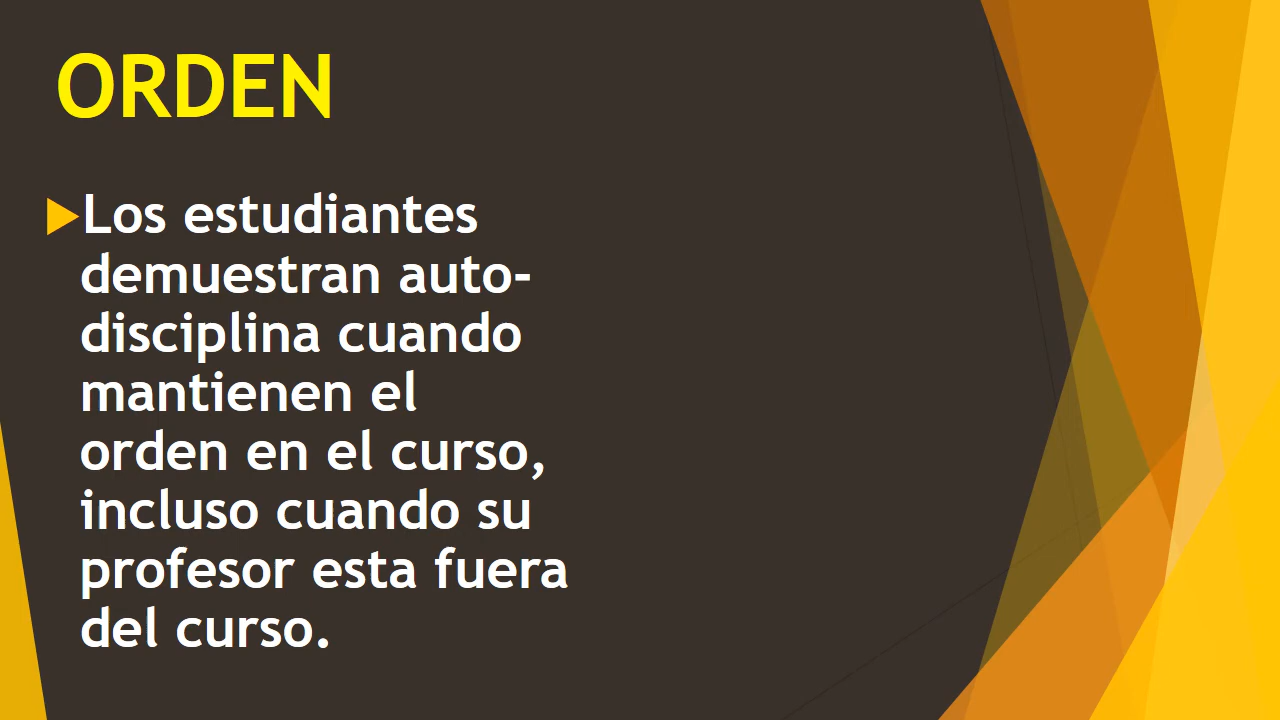 ORDEN
Los estudiantes
demuestran auto-
disciplina cuando
mantienen el
orden en el curso,
incluso cuando su
profesor esta fuera
del curso.